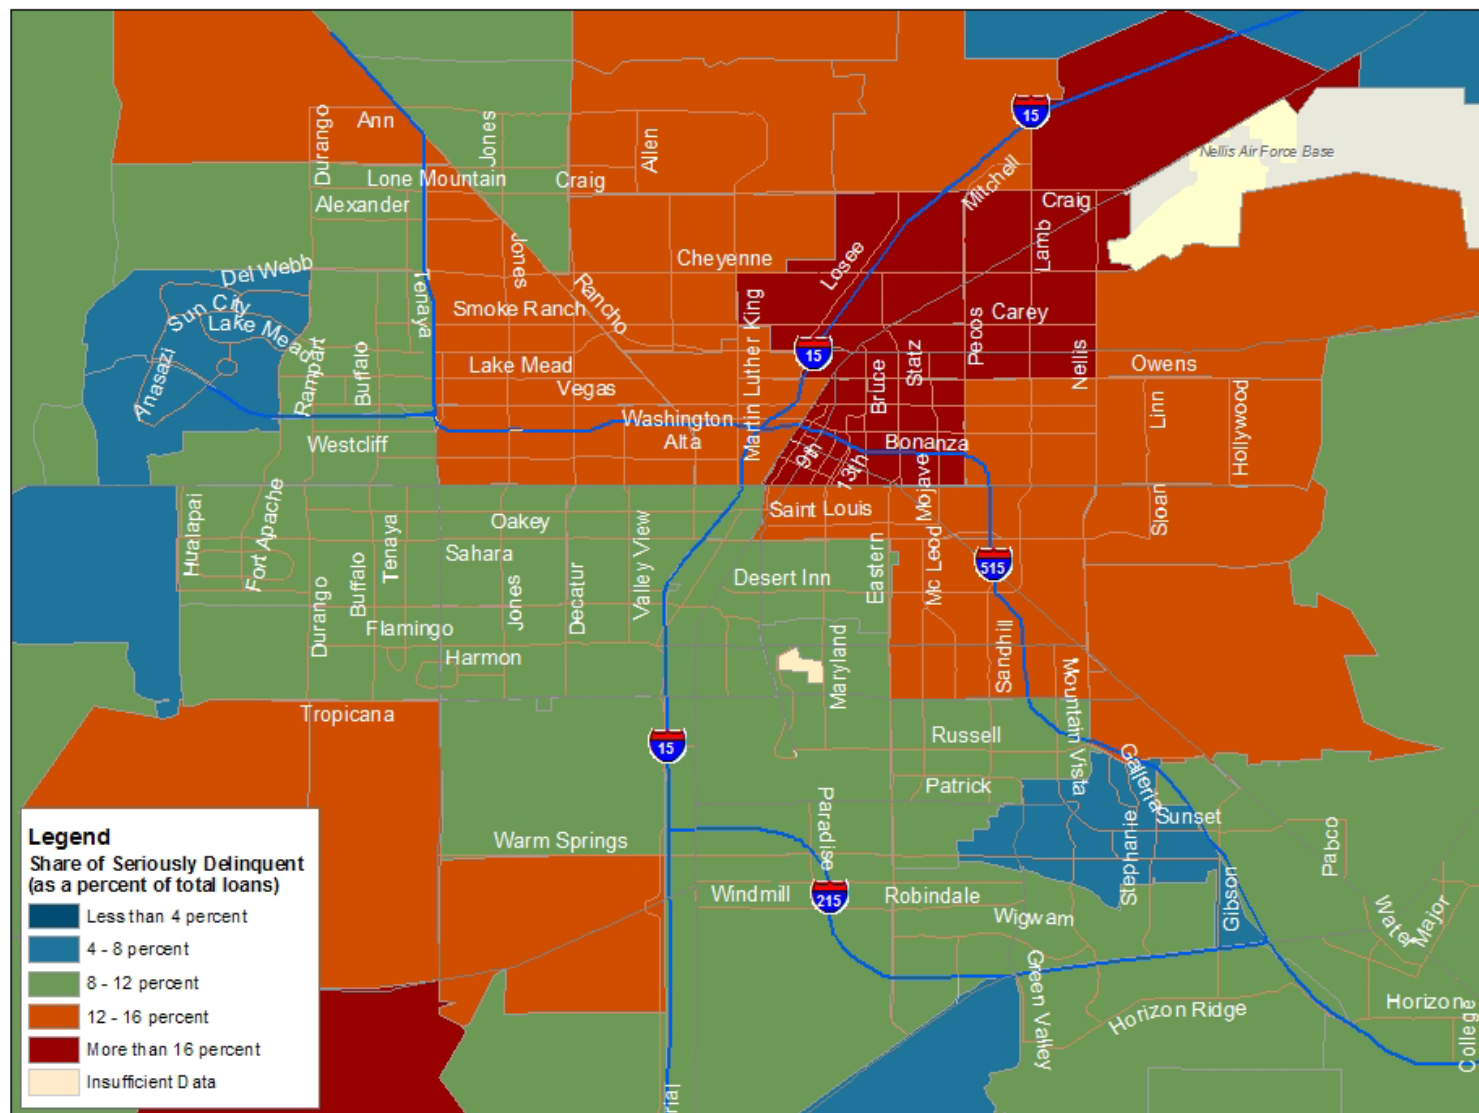 15
Ann
Durango
Jones
Allen
Nellis Air Force Base
Lone Mountain
Craig
Mitchell
Craig
Alexander
Lamb
Jones
Cheyenne
Losee
Del Webb
Tenaya
Rancho
Sun City
Smoke Ranch
Martin Luther King
Carey
Lake Mead
Pecos
15
Anasazi
Rampart
Buffalo
Lake Mead
Bruce
Statz
Nellis
Owens
Vegas
Linn
Hollywood
Washington
Alta
Westcliff
9th
13th
Bonanza
Mojave
Hualapai
Fort Apache
Tenaya
Oakey
Valley View
Saint Louis
Sloan
Sahara
Buffalo
Durango
Jones
Decatur
Desert Inn
Eastern
Mc Leod
515
Flamingo
Harmon
Maryland
Sandhill
Mountain Vista
Tropicana
15
Russell
Galleria
Patrick
Paradise
Stephanie
Sunset
Pabco
Warm Springs
Windmill
215
Robindale
Wigwam
Gibson
Water
Major
Green Valley
Horizon Ridge
Horizon
College
rial
Legend
Share of Seriously Delinquent
(as a percent of total loans)
Less than 4 percent
4 - 8 percent
8 - 12 percent
12 - 16 percent
More than 16 percent
Insufficient Data